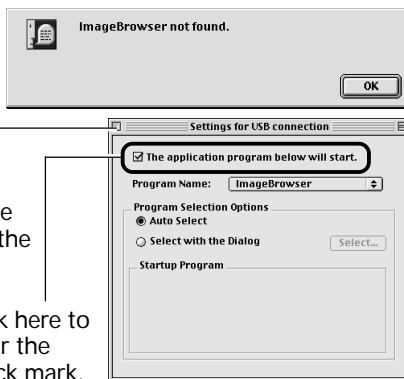 ImageBrowser not found.
OK
Settings for USB connection
The application program below will start.
Program Name: ImageBrowser
Program Selection Options
Auto Select
Select with the Dialog Select...
Startup Program
the
k here to
r the
ck mark.